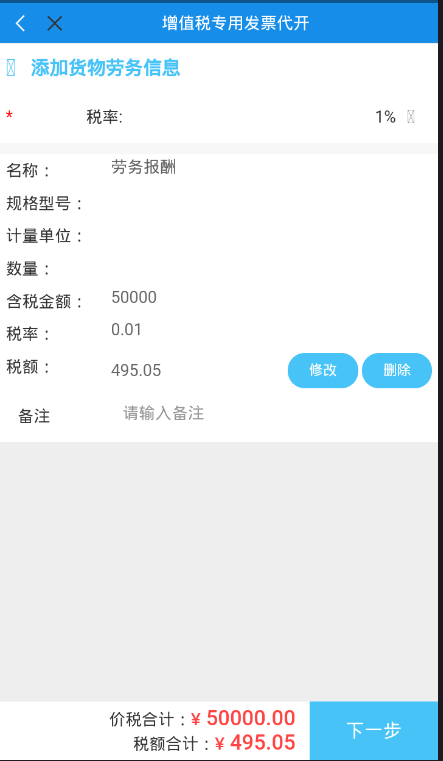 增值税专用发票代开
添加货物劳务信息
* 税率: 1%
名称： 劳务报酬
规格型号：
计量单位：
数量：
含税金额： 50000
税率： 0.01
税额： 495.05 修改 删除
备注 请输入备注
价税合计：¥ 50000.00
税额合计：¥ 495.05
下一步